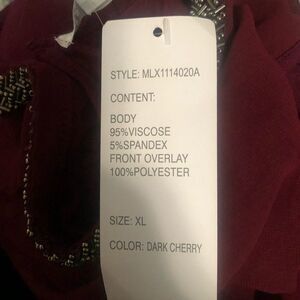 STYLE: MLX1114020A
CONTENT:
BODY
95%VISCOSE
5%SPANDEX
FRONT OVERLAY
100%POLYESTER
SIZE: XL
COLOR: DARK CHERRY